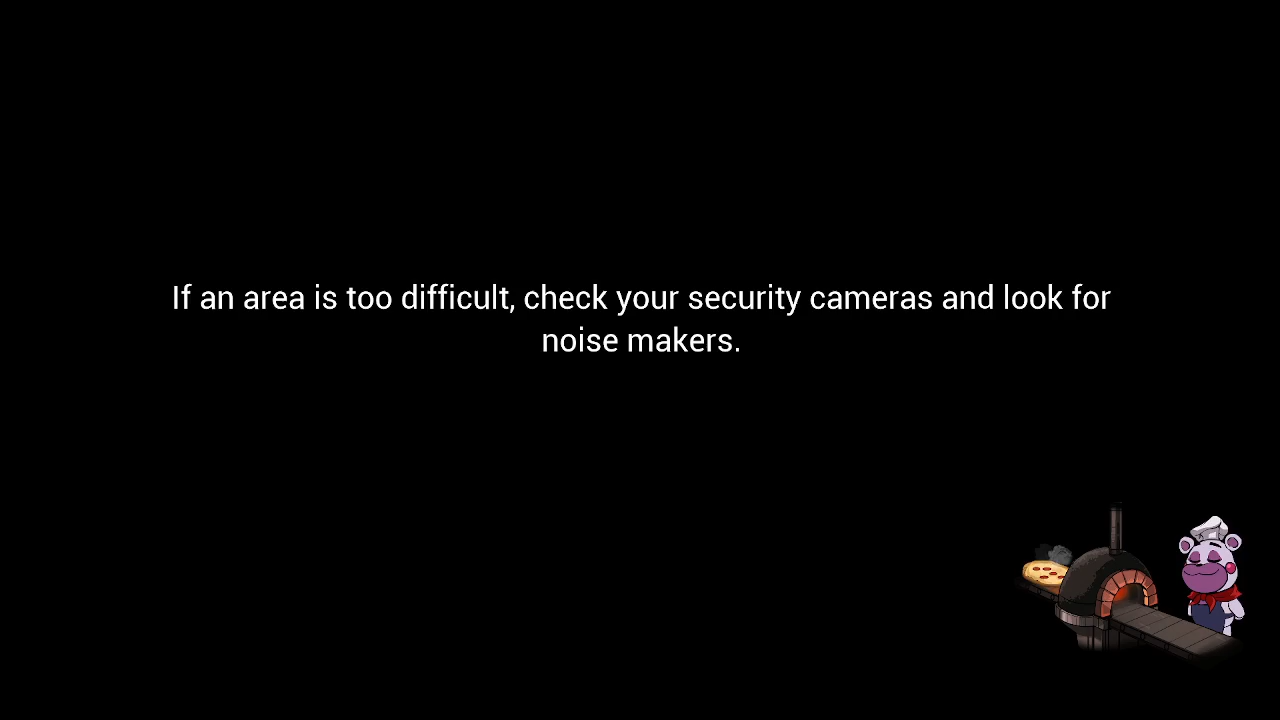 If an area is too difficult, check your security cameras and look for
noise makers.